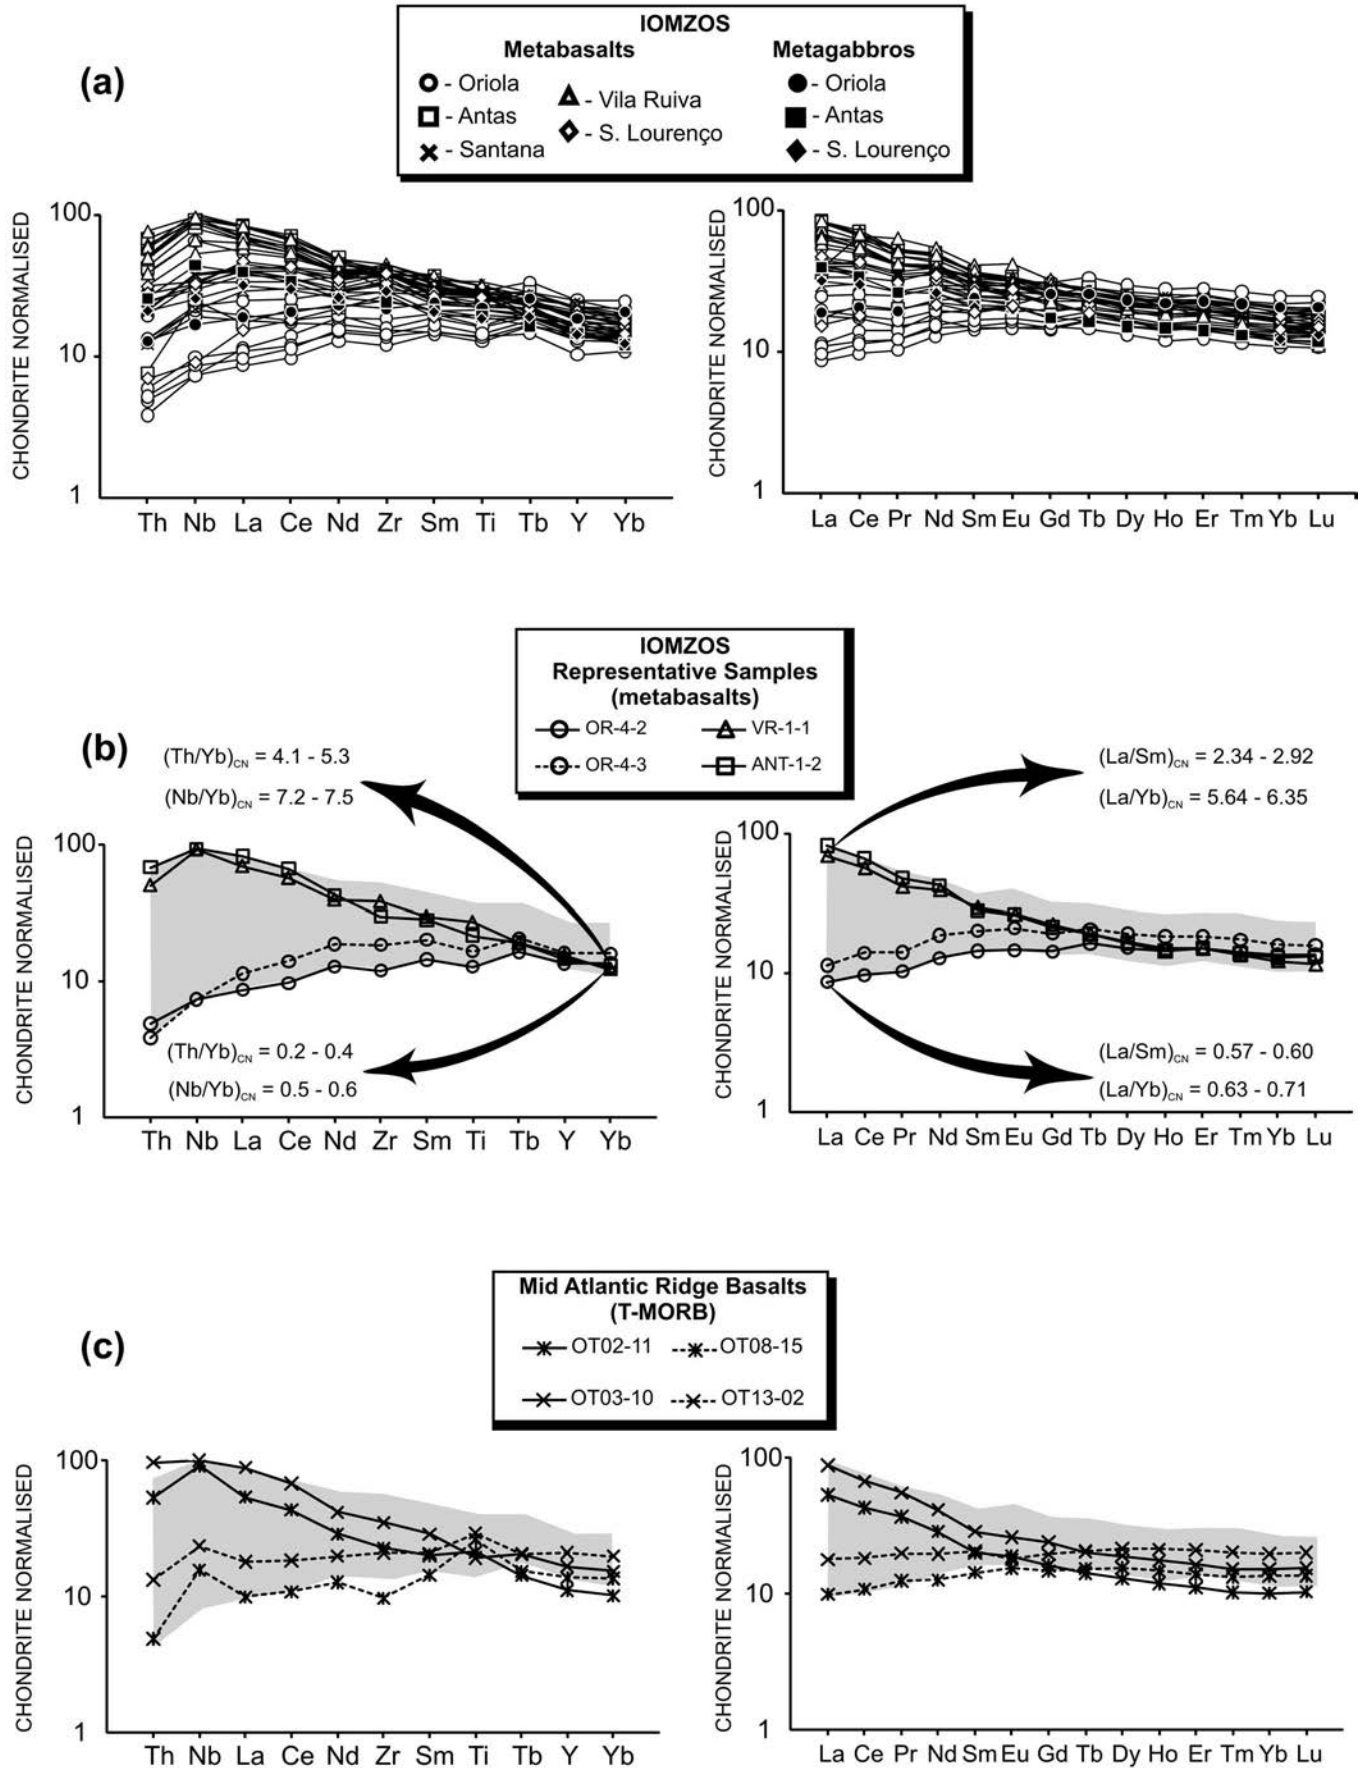 (a)
IOMZOS
Metabasalts
Metagabbros
- Oriola
- Antas
- Santana
- Vila Ruiva
- S. Lourenço
- Oriola
- Antas
- S. Lourenço
CHONDRITE NORMALISED
100
10
1
Th Nb La Ce Nd Zr Sm Ti Tb Y Yb
CHONDRITE NORMALISED
100
10
1
La Ce Pr Nd Sm Eu Gd Tb Dy Ho Er Tm Yb Lu
(b)
IOMZOS
Representative Samples
(metabasalts)
OR-4-2 VR-1-1
OR-4-3 ANT-1-2
(Th/Yb)CN = 4.1 - 5.3
(Nb/Yb)CN = 7.2 - 7.5
(La/Sm)CN = 2.34 - 2.92
(La/Yb)CN = 5.64 - 6.35
CHONDRITE NORMALISED
100
10
1
(Th/Yb)CN = 0.2 - 0.4
(Nb/Yb)CN = 0.5 - 0.6
Th Nb La Ce Nd Zr Sm Ti Tb Y Yb
CHONDRITE NORMALISED
100
10
1
(La/Sm)CN = 0.57 - 0.60
(La/Yb)CN = 0.63 - 0.71
La Ce Pr Nd Sm Eu Gd Tb Dy Ho Er Tm Yb Lu
(c)
Mid Atlantic Ridge Basalts
(T-MORB)
OT02-11 OT08-15
OT03-10 OT13-02
CHONDRITE NORMALISED
100
10
1
Th Nb La Ce Nd Zr Sm Ti Tb Y Yb
CHONDRITE NORMALISED
100
10
1
La Ce Pr Nd Sm Eu Gd Tb Dy Ho Er Tm Yb Lu